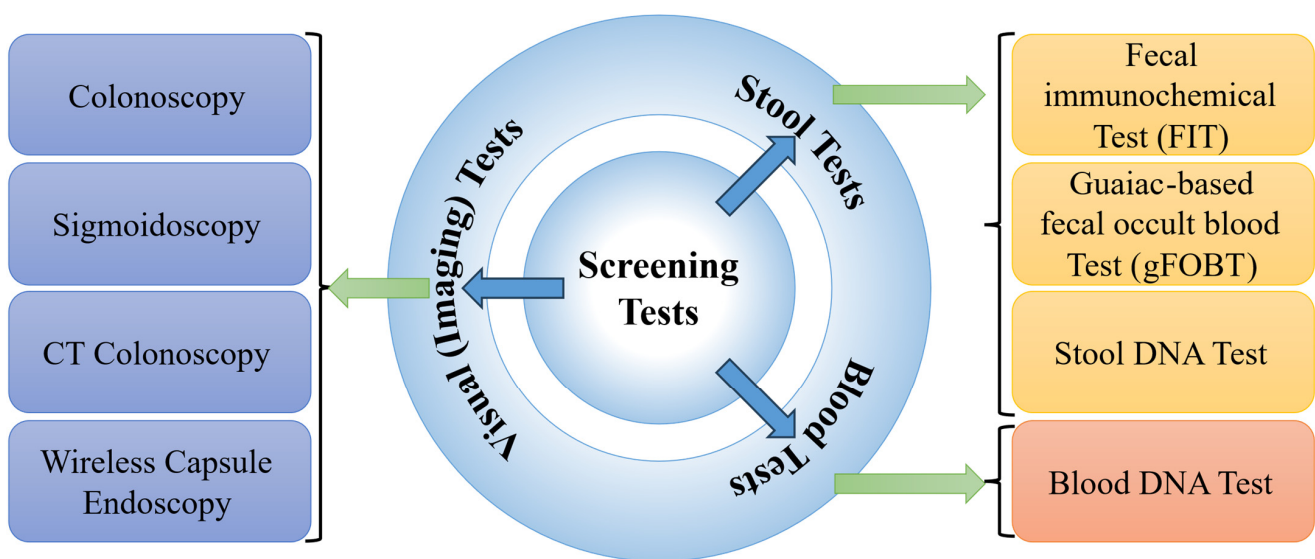 Colonoscopy
Sigmoidoscopy
CT Colonoscopy
Wireless Capsule
Endoscopy
Visual (Imaging) Tests
Screening
Tests
Stool Tests
Blood Tests
Fecal
immunochemical
Test (FIT)
Guaiac-based
fecal occult blood
Test (gFOBT)
Stool DNA Test
Blood DNA Test